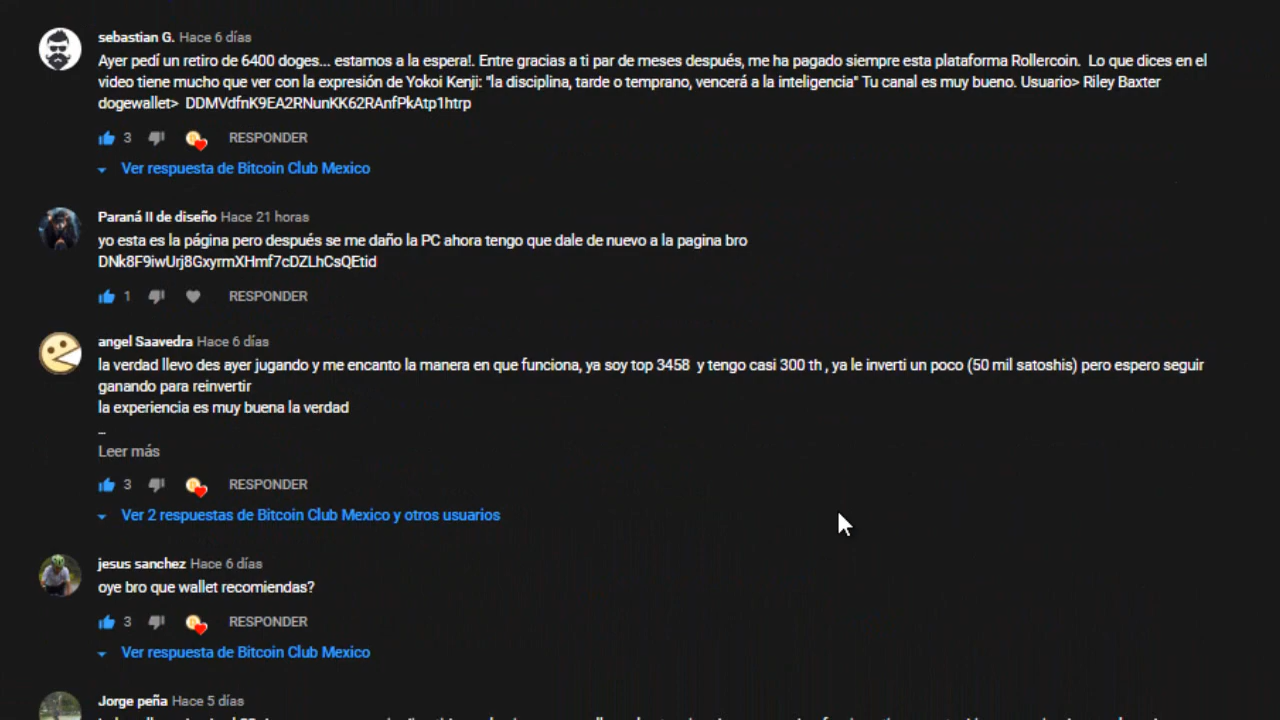 sebastian G. Hace 6 días
Ayer pedí un retiro de 6400 doges... estamos a la espera!. Entre gracias a ti par de meses después, me ha pagado siempre esta plataforma Rollercoin. Lo que dices en el
video tiene mucho que ver con la expresión de Yokoi Kenji: "la disciplina, tarde o temprano, vencerá a la inteligencia" Tu canal es muy bueno. Usuario> Riley Baxter
dogewallet> DDMVdfnK9EA2RNunKK62RAnfPkAtp1htrp
3 RESPONDER
Ver respuesta de Bitcoin Club Mexico
Paraná II de diseño Hace 21 horas
yo esta es la página pero después se me daño la PC ahora tengo que dale de nuevo a la pagina bro
DNk8F9iwUrj8GxyrmXHmf7cDZLhCsQEtid
1 RESPONDER
angel Saavedra Hace 6 días
la verdad llevo des ayer jugando y me encanto la manera en que funciona, ya soy top 3458 y tengo casi 300 th , ya le inverti un poco (50 mil satoshis) pero espero seguir
ganando para reinvertir
la experiencia es muy buena la verdad
...
Leer más
3 RESPONDER
Ver 2 respuestas de Bitcoin Club Mexico y otros usuarios
jesus sanchez Hace 6 días
oye bro que wallet recomiendas?
3 RESPONDER
Ver respuesta de Bitcoin Club Mexico
Jorge peña Hace 5 días